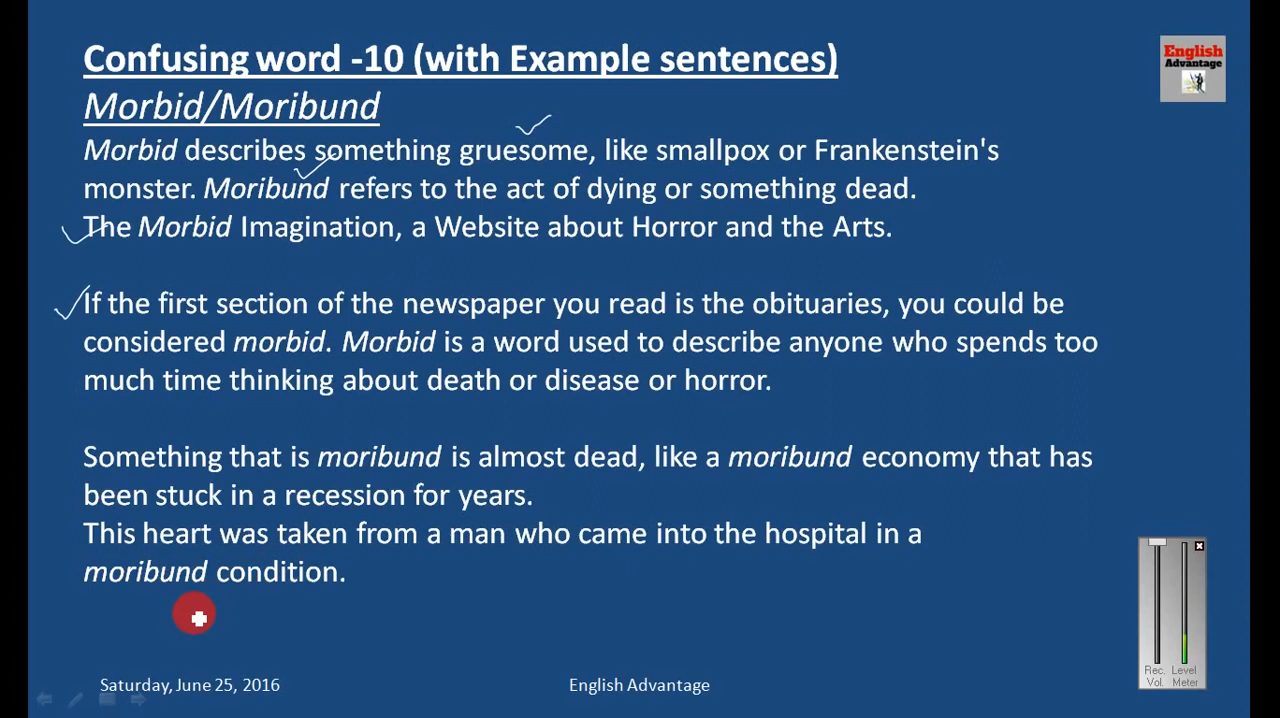 Confusing word -10 (with Example sentences)
English
Advantage
Morbid/Moribund
Morbid describes something gruesome, like smallpox or Frankenstein's
monster. Moribund refers to the act of dying or something dead.
The Morbid Imagination, a Website about Horror and the Arts.
If the first section of the newspaper you read is the obituaries, you could be
considered morbid. Morbid is a word used to describe anyone who spends too
much time thinking about death or disease or horror.
Something that is moribund is almost dead, like a moribund economy that has
been stuck in a recession for years.
This heart was taken from a man who came into the hospital in a
moribund condition.
Rec. Level
Vol. Meter
Saturday, June 25, 2016
English Advantage